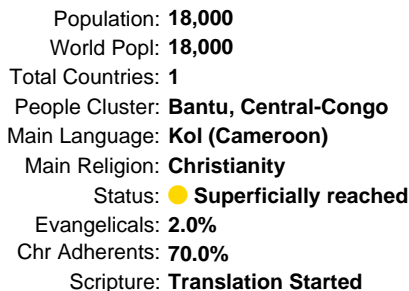 Population: 18,000
World Popl: 18,000
Total Countries: 1
People Cluster: Bantu, Central-Congo
Main Language: Kol (Cameroon)
Main Religion: Christianity
Status: Superficially reached
Evangelicals: 2.0%
Chr Adherents: 70.0%
Scripture: Translation Started